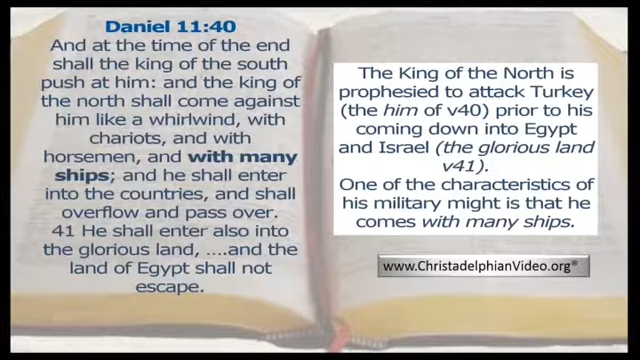 Daniel 11:40
And at the time of the end
shall the king of the south
push at him: and the king of
the north shall come against
him like a whirlwind, with
chariots, and with
horsemen, and with many
ships; and he shall enter
into the countries, and shall
overflow and pass over.
41 He shall enter also into
the glorious land, ....and the
land of Egypt shall not
escape.
The King of the North is
prophesied to attack Turkey
(the him of v40) prior to his
coming down into Egypt
and Israel (the glorious land
v41).
One of the characteristics of
his military might is that he
comes with many ships.
www.ChristadelphianVideo.org®